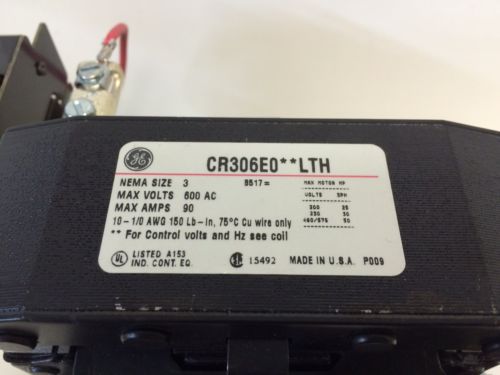 GE
CR306E0**LTH
NEMA SIZE 3 8517=
MAX VOLTS 600 AC
MAX AMPS 90
10-1/0 AWG 150 Lb-in, 75°C Cu wire only
** For Control volts and Hz see coil
MAX MOTOR HP
VOLTS 3PH
200 25
230 30
460/575 50
UL LISTED A153
IND. CONT. EQ.
15492 MADE IN U.S.A. P009